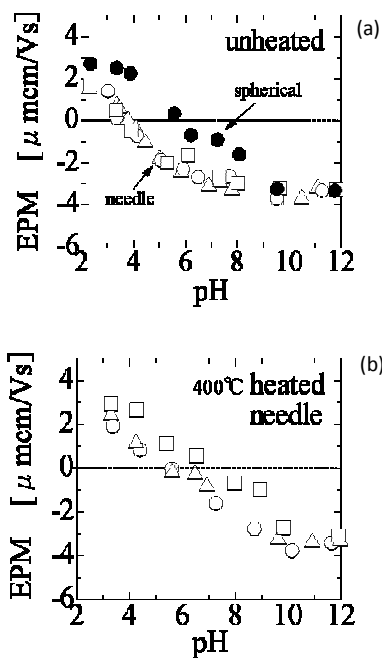 (a)
unheated
spherical
needle
EPM [ μ mcm/Vs]
4
2
0
-2
-4
-6
2 4 6 8 10 12
pH
(b)
400℃ heated
needle
EPM [ μ mcm/Vs]
4
2
0
-2
-4
-6
2 4 6 8 10 12
pH